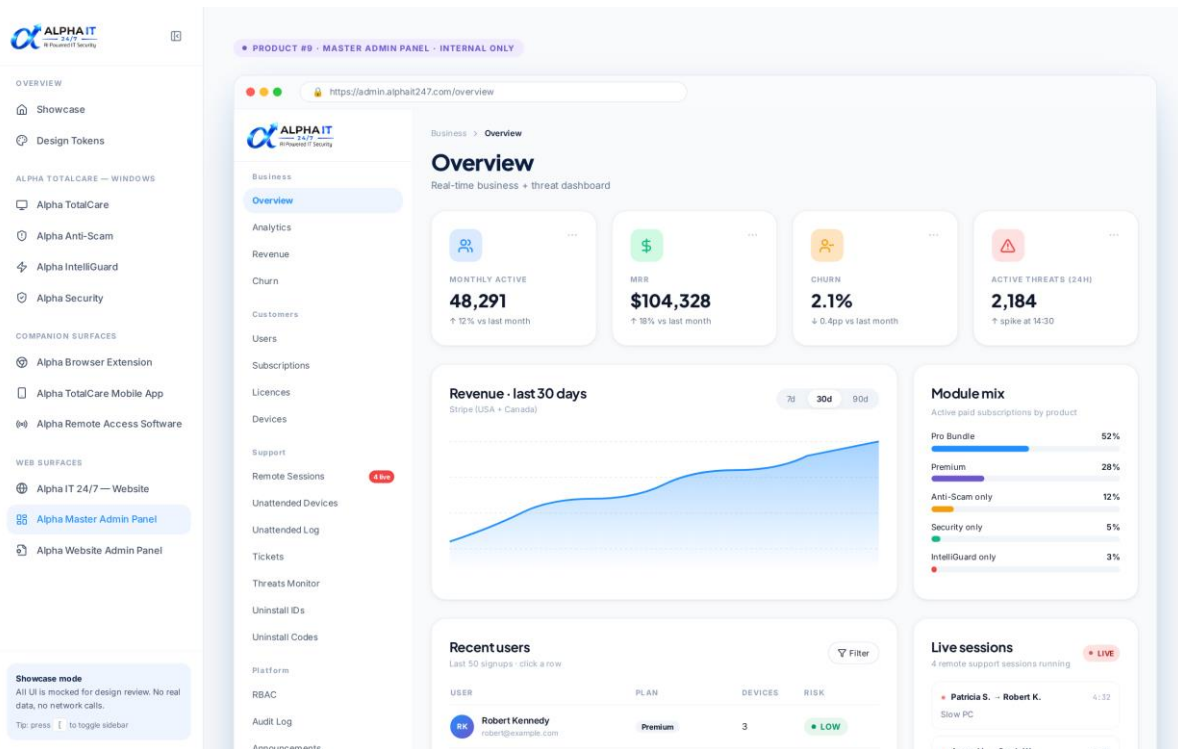 ALPHA IT
24/7
AI Powered IT Security
OVERVIEW
Showcase
Design Tokens
ALPHA TOTALCARE — WINDOWS
Alpha TotalCare
Alpha Anti-Scam
Alpha IntelliGuard
Alpha Security
COMPANION SURFACES
Alpha Browser Extension
Alpha TotalCare Mobile App
Alpha Remote Access Software
WEB SURFACES
Alpha IT 24/7 — Website
Alpha Master Admin Panel
Alpha Website Admin Panel
Showcase mode
All UI is mocked for design review. No real
data, no network calls.
Tip: press [ to toggle sidebar
PRODUCT #9 · MASTER ADMIN PANEL · INTERNAL ONLY
https://admin.alphait247.com/overview
ALPHA IT
24/7
AI Powered IT Security
Business
Overview
Analytics
Revenue
Churn
Customers
Users
Subscriptions
Licences
Devices
Support
Remote Sessions 4 live
Unattended Devices
Unattended Log
Tickets
Threats Monitor
Uninstall IDs
Uninstall Codes
Platform
RBAC
Audit Log
Announcements
Business > Overview
Overview
Real-time business + threat dashboard
MONTHLY ACTIVE
48,291
↑ 12% vs last month
MRR
$104,328
↑ 18% vs last month
CHURN
2.1%
↓ 0.4pp vs last month
ACTIVE THREATS (24H)
2,184
↑ spike at 14:30
Revenue · last 30 days
Stripe (USA + Canada)
7d 30d 90d
Module mix
Active paid subscriptions by product
Pro Bundle 52%
Premium 28%
Anti-Scam only 12%
Security only 5%
IntelliGuard only 3%
Recent users
Last 50 signups · click a row
Filter
USER PLAN DEVICES RISK
RK Robert Kennedy Premium 3 LOW
robert@example.com
Live sessions
4 remote support sessions running
LIVE
Patricia S. → Robert K. 4:32
Slow PC